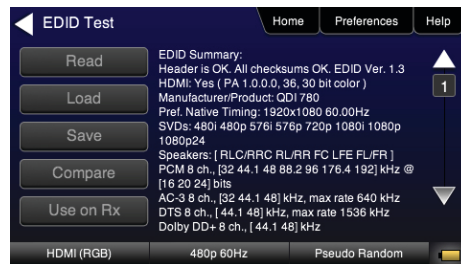 EDID Test
Home
Preferences
Help
Read
Load
Save
Compare
Use on Rx
EDID Summary:
Header is OK. All checksums OK. EDID Ver. 1.3
HDMI: Yes ( PA 1.0.0.0, 36, 30 bit color )
Manufacturer/Product: QDI 780
Pref. Native Timing: 1920x1080 60.00Hz
SVDs: 480i 480p 576i 576p 720p 1080i 1080p
1080p24
Speakers: [ RLC/RRC RL/RR FC LFE FL/FR ]
PCM 8 ch., [32 44.1 48 88.2 96 176.4 192] kHz @
[16 20 24] bits
AC-3 8 ch., [32 44.1 48] kHz, max rate 640 kHz
DTS 8 ch., [ 44.1 48] kHz, max rate 1536 kHz
Dolby DD+ 8 ch., [ 44.1 48] kHz
1
HDMI (RGB)
480p 60Hz
Pseudo Random